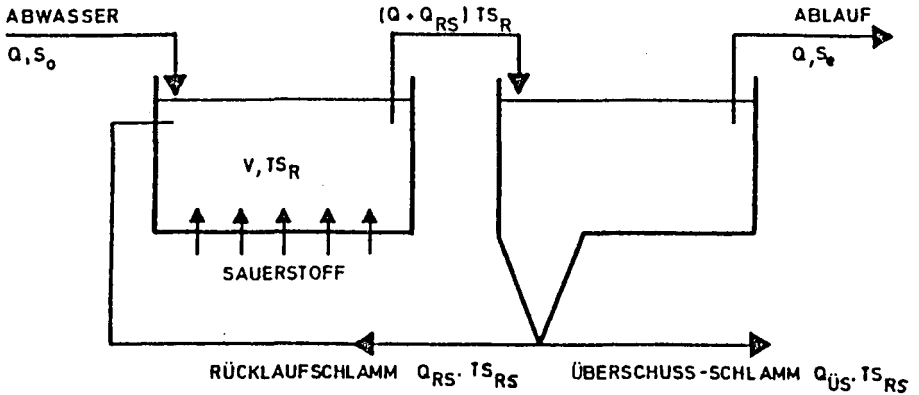 ABWASSER
Q, S₀
(Q + Q_RS) TS_R
ABLAUF
Q, S_e
V, TS_R
SAUERSTOFF
RÜCKLAUFSCHLAMM Q_RS · TS_RS
ÜBERSCHUSS-SCHLAMM Q_ÜS · TS_RS